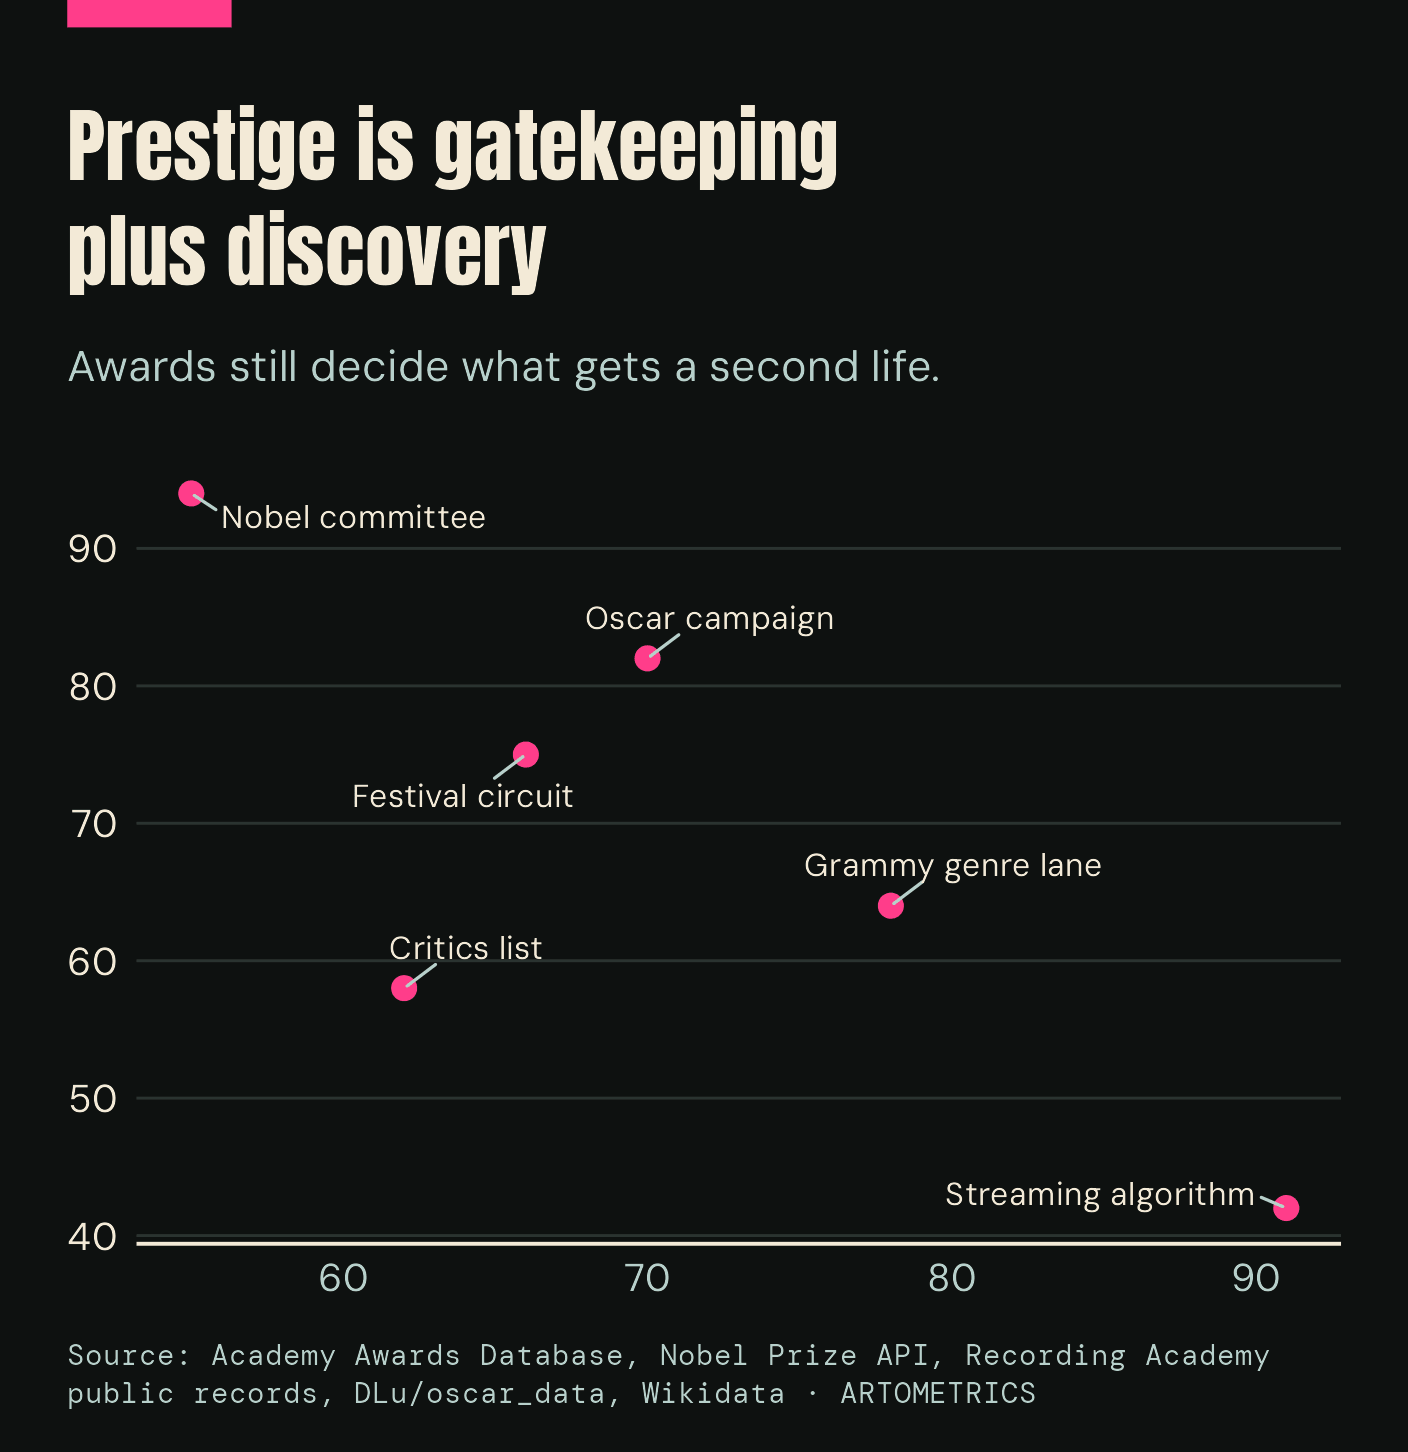 Prestige is gatekeeping
plus discovery
Awards still decide what gets a second life.
Nobel committee
90
Oscar campaign
80
Festival circuit
70
Grammy genre lane
Critics list
60
50
Streaming algorithm
40
60 70 80 90
Source: Academy Awards Database, Nobel Prize API, Recording Academy
public records, DLu/oscar_data, Wikidata · ARTOMETRICS